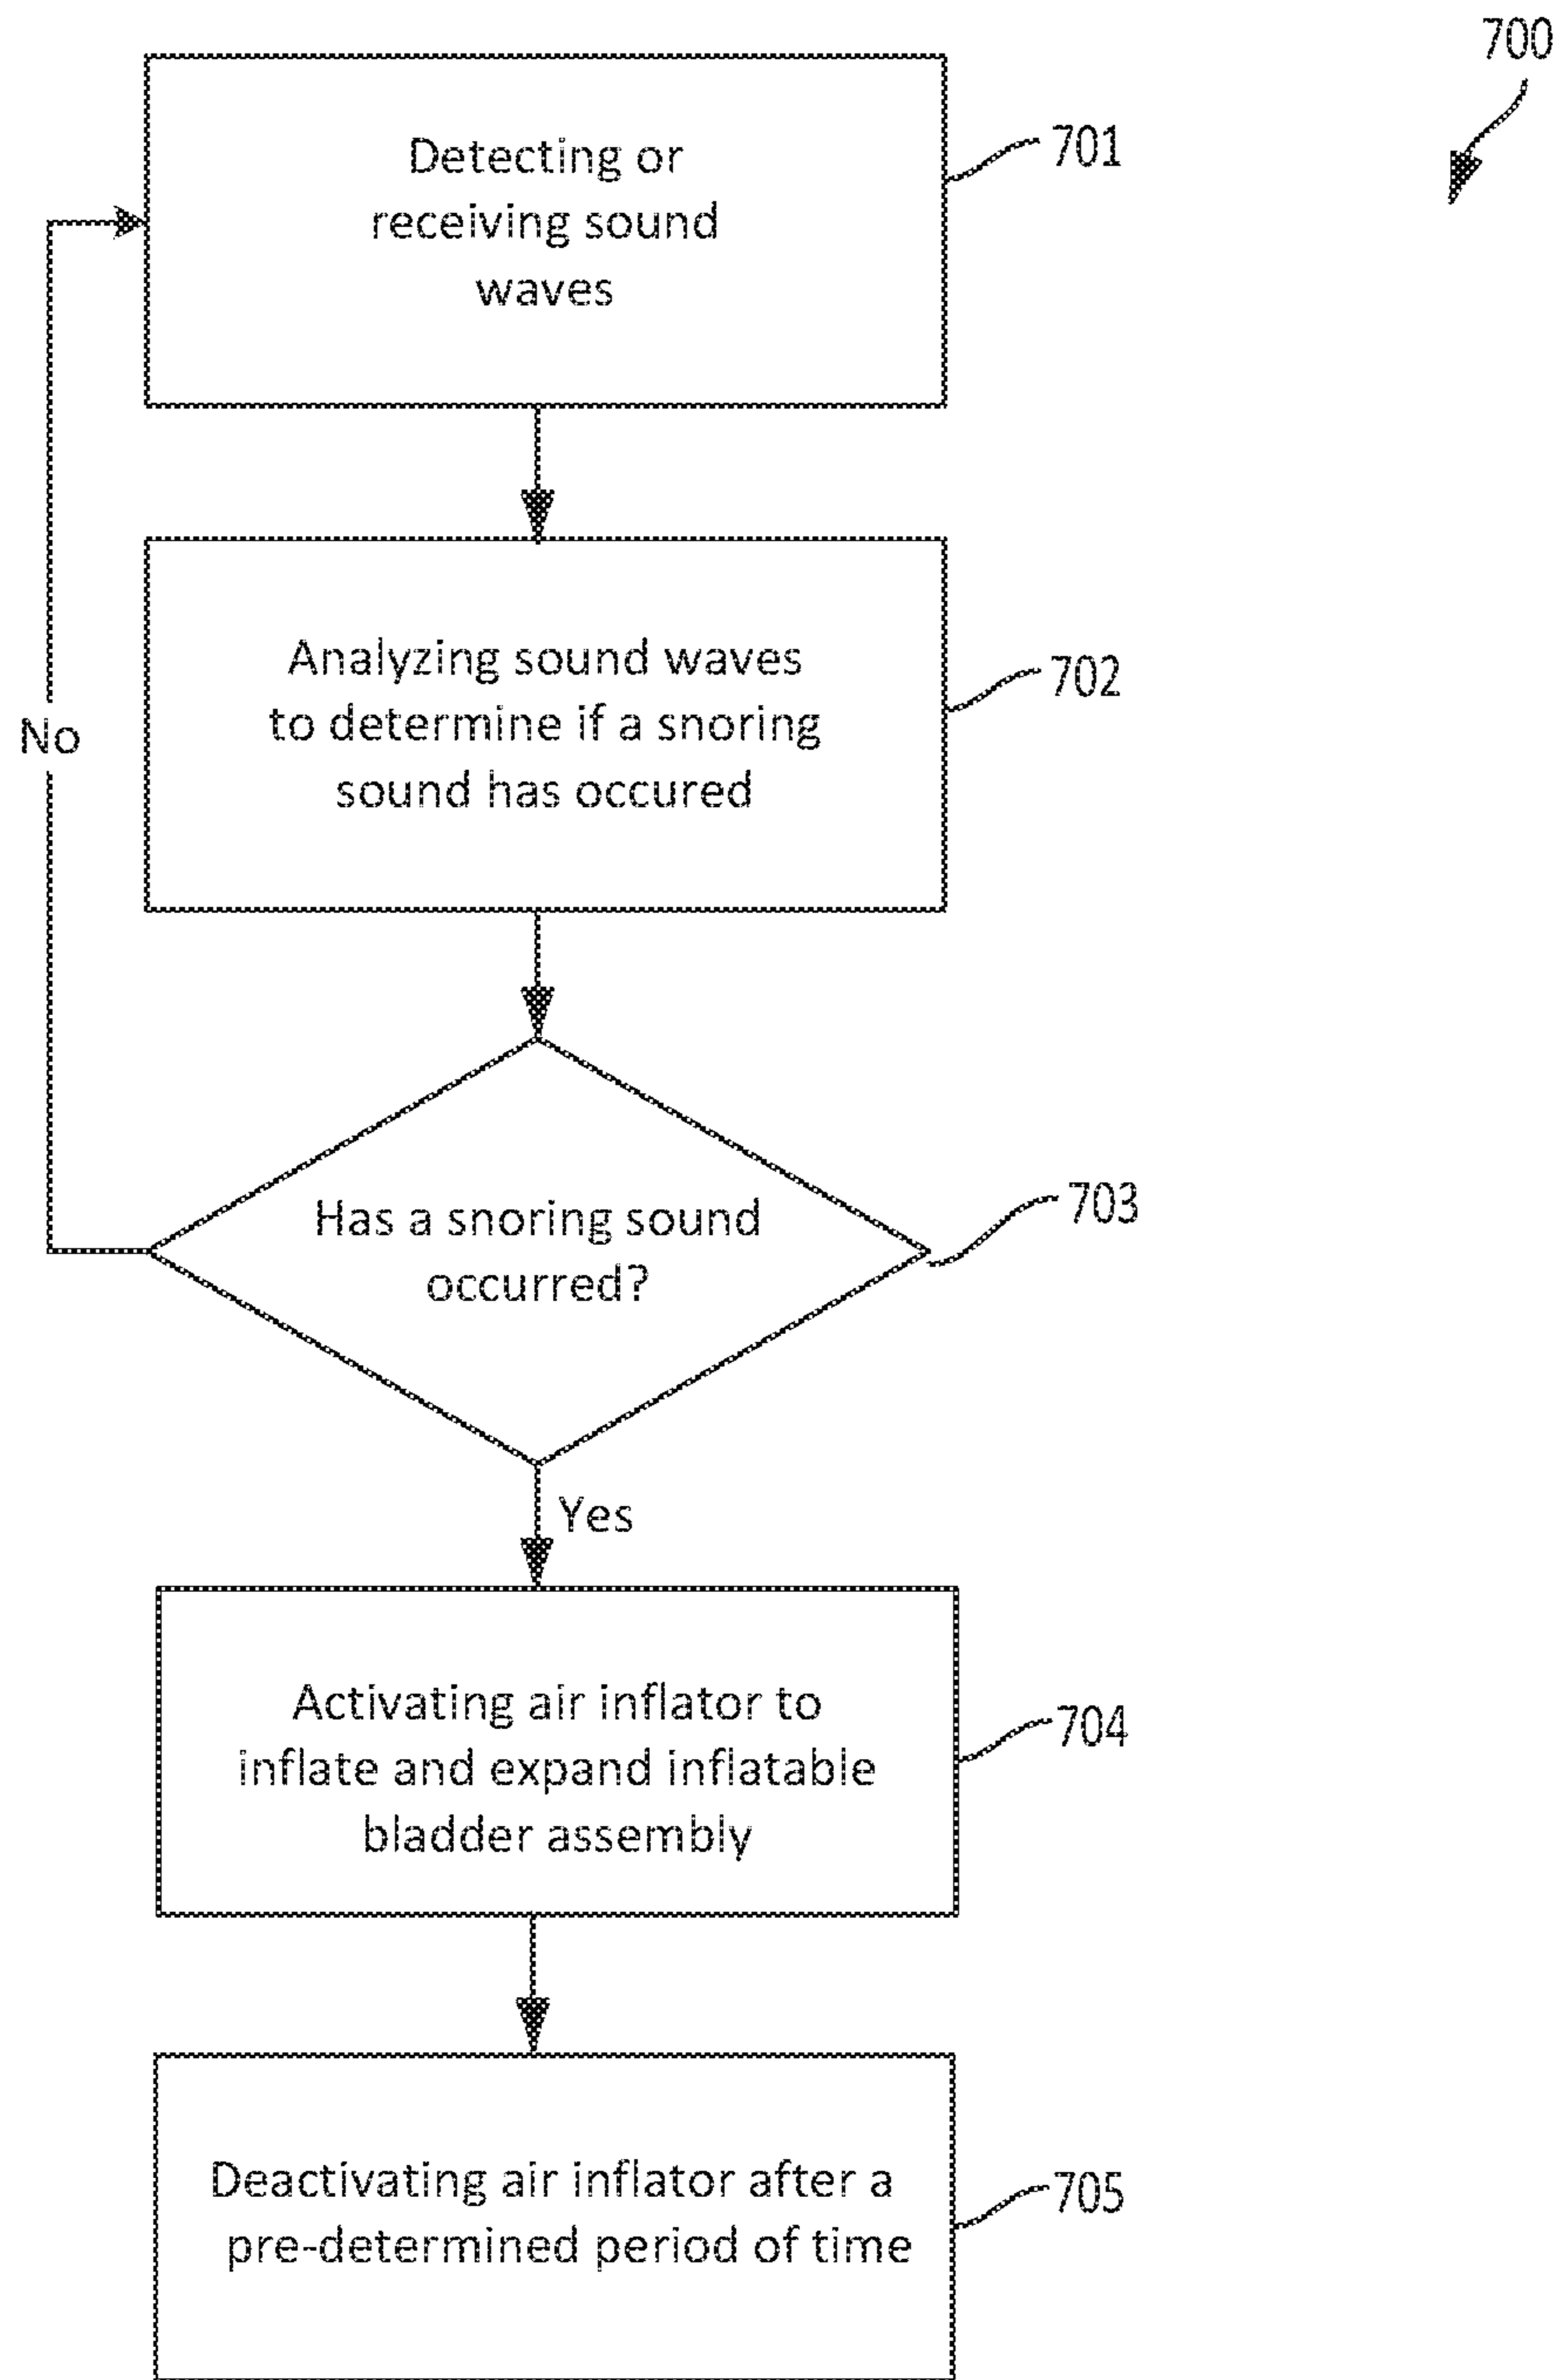 700
Detecting or
receiving sound
waves
701
Analyzing sound waves
to determine if a snoring
sound has occured
702
No
Has a snoring sound
occurred?
703
Yes
Activating air inflator to
inflate and expand inflatable
bladder assembly
704
Deactivating air inflator after a
pre-determined period of time
705